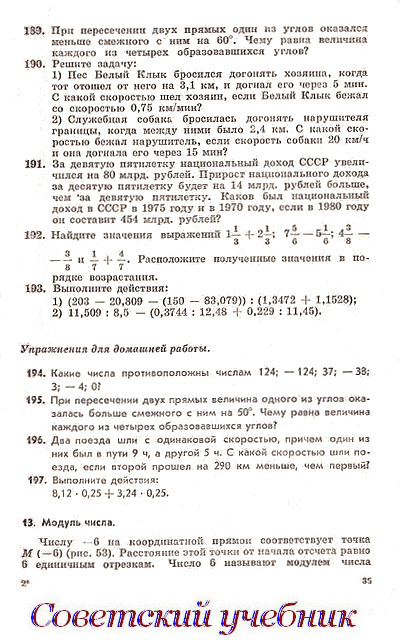 189. При пересечении двух прямых один из углов оказался
меньше смежного с ним на 60°. Чему равна величина
каждого из четырех образовавшихся углов?
190. Решите задачу:
1) Пес Белый Клык бросился догонять хозяина, когда
тот отошел от него на 3,1 км, и догнал его через 5 мин.
С какой скоростью шел хозяин, если Белый Клык бежал
со скоростью 0,75 км/мин?
2) Служебная собака бросилась догонять нарушителя
границы, когда между ними было 2,4 км. С какой ско-
ростью бежал нарушитель, если скорость собаки 20 км/ч
и она догнала его через 15 мин?
191. За девятую пятилетку национальный доход СССР увели-
чился на 80 млрд. рублей. Прирост национального дохода
за десятую пятилетку будет на 14 млрд. рублей больше,
чем за девятую пятилетку. Каков был национальный
доход в СССР в 1975 году и в 1970 году, если в 1980 году
он составит 454 млрд. рублей?
192. Найдите значения выражений 1 1/3 + 2 1/3; 7 5/6 — 5 1/6; 4 3/8 —
— 3/8 и 1/7 + 4/7. Расположите полученные значения в по-
рядке возрастания.
193. Выполните действия:
1) (203 — 20,809 — (150 — 83,079)) : (1,3472 + 1,1528);
2) 11,509 : 8,5 — (0,3744 : 12,48 + 0,229 : 11,45).
Упражнения для домашней работы.
194. Какие числа противоположны числам 124; — 124; 37; — 38;
3; — 4; 0?
195. При пересечении двух прямых величина одного из углов ока-
залась больше смежного с ним на 50°. Чему равна величина
каждого из четырех образовавшихся углов?
196. Два поезда шли с одинаковой скоростью, причем один из
них был в пути 9 ч, а другой 5 ч. С какой скоростью шли по-
езда, если второй прошел на 290 км меньше, чем первый?
197. Выполните действия:
8,12 · 0,25 + 3,24 · 0,25.
13. Модуль числа.
Числу —6 на координатной прямой соответствует точка
M (—6) (рис. 53). Расстояние этой точки от начала отсчета равно
6 единичным отрезкам. Число 6 называют модулем числа
2*
35
Советский учебник